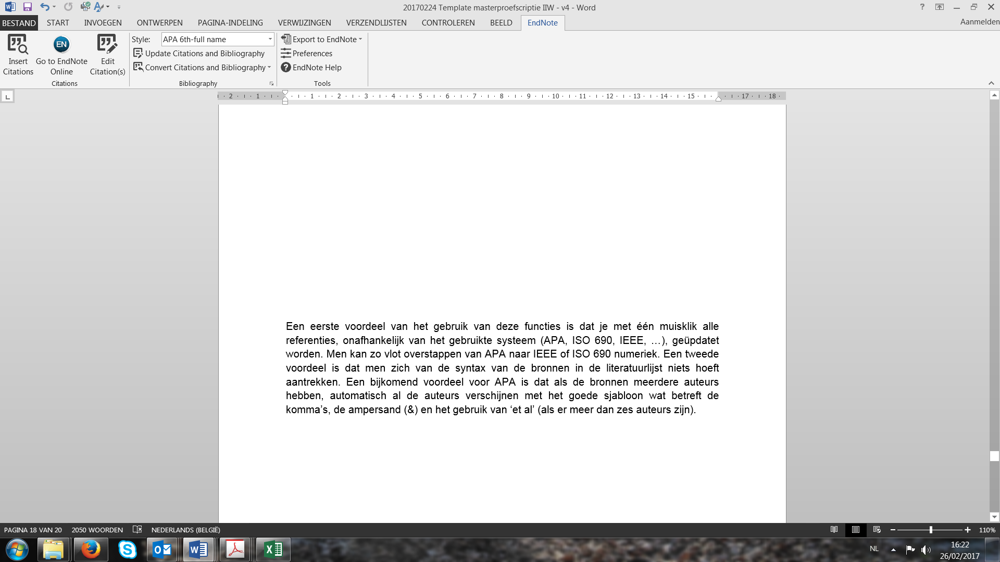 20170224 Template masterproefscriptie IIW - v4 - Word
BESTAND START INVOEGEN ONTWERPEN PAGINA-INDELING VERWIJZINGEN VERZENDLIJSTEN CONTROLEREN BEELD EndNote Aanmelden
Insert Citations
EN
Go to EndNote Online
Edit Citation(s)
Citations
Style: APA 6th-full name
Update Citations and Bibliography
Convert Citations and Bibliography
Bibliography
Export to EndNote
Preferences
EndNote Help
Tools
2 1 1 2 3 4 5 6 7 8 9 10 11 12 13 14 15 17 18
Een eerste voordeel van het gebruik van deze functies is dat je met één muisklik alle
referenties, onafhankelijk van het gebruikte systeem (APA, ISO 690, IEEE, …), geüpdatet
worden. Men kan zo vlot overstappen van APA naar IEEE of ISO 690 numeriek. Een tweede
voordeel is dat men zich van de syntax van de bronnen in de literatuurlijst niets hoeft
aantrekken. Een bijkomend voordeel voor APA is dat als de bronnen meerdere auteurs
hebben, automatisch al de auteurs verschijnen met het goede sjabloon wat betreft de
komma’s, de ampersand (&) en het gebruik van ‘et al’ (als er meer dan zes auteurs zijn).
PAGINA 18 VAN 20 2050 WOORDEN NEDERLANDS (BELGIË) 110%
NL
16:22
26/02/2017